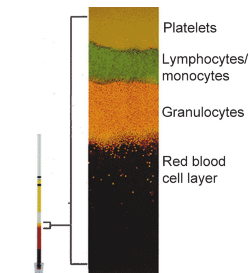 Platelets
Lymphocytes/
monocytes
Granulocytes
Red blood
cell layer